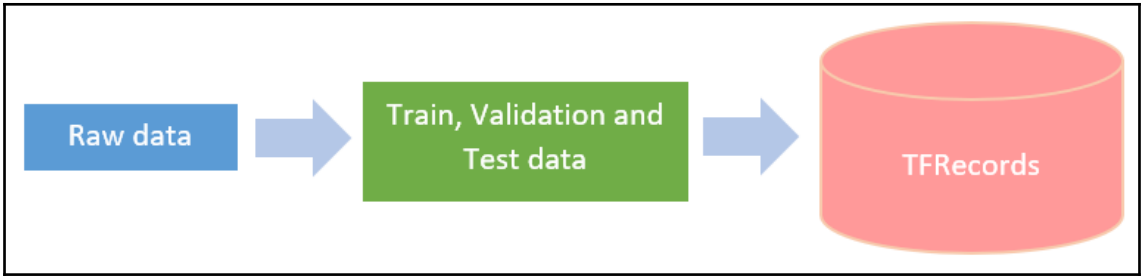 Raw data
Train, Validation and
Test data
TFRecords